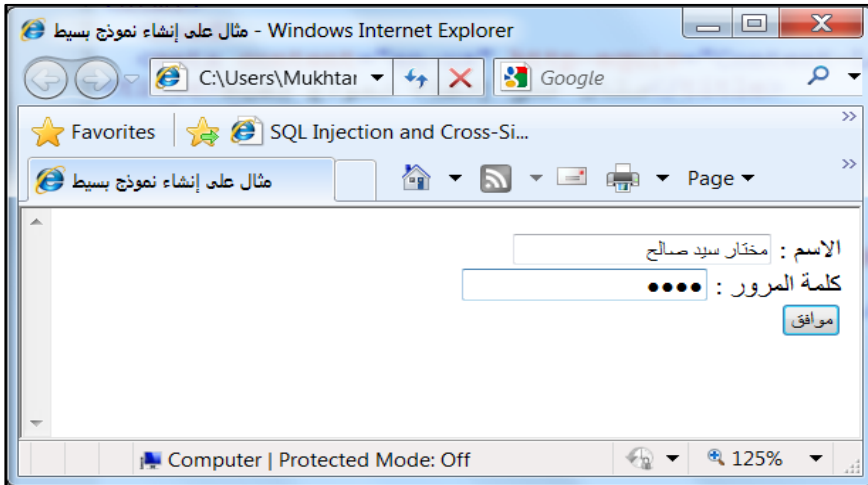 مثال على إنشاء نموذج بسيط - Windows Internet Explorer
C:\Users\Mukhtar
Google
Favorites
SQL Injection and Cross-Si...
مثال على إنشاء نموذج بسيط
Page
الاسم : مختار سيد صالح
كلمة المرور : ●●●●
موافق
Computer | Protected Mode: Off
125%